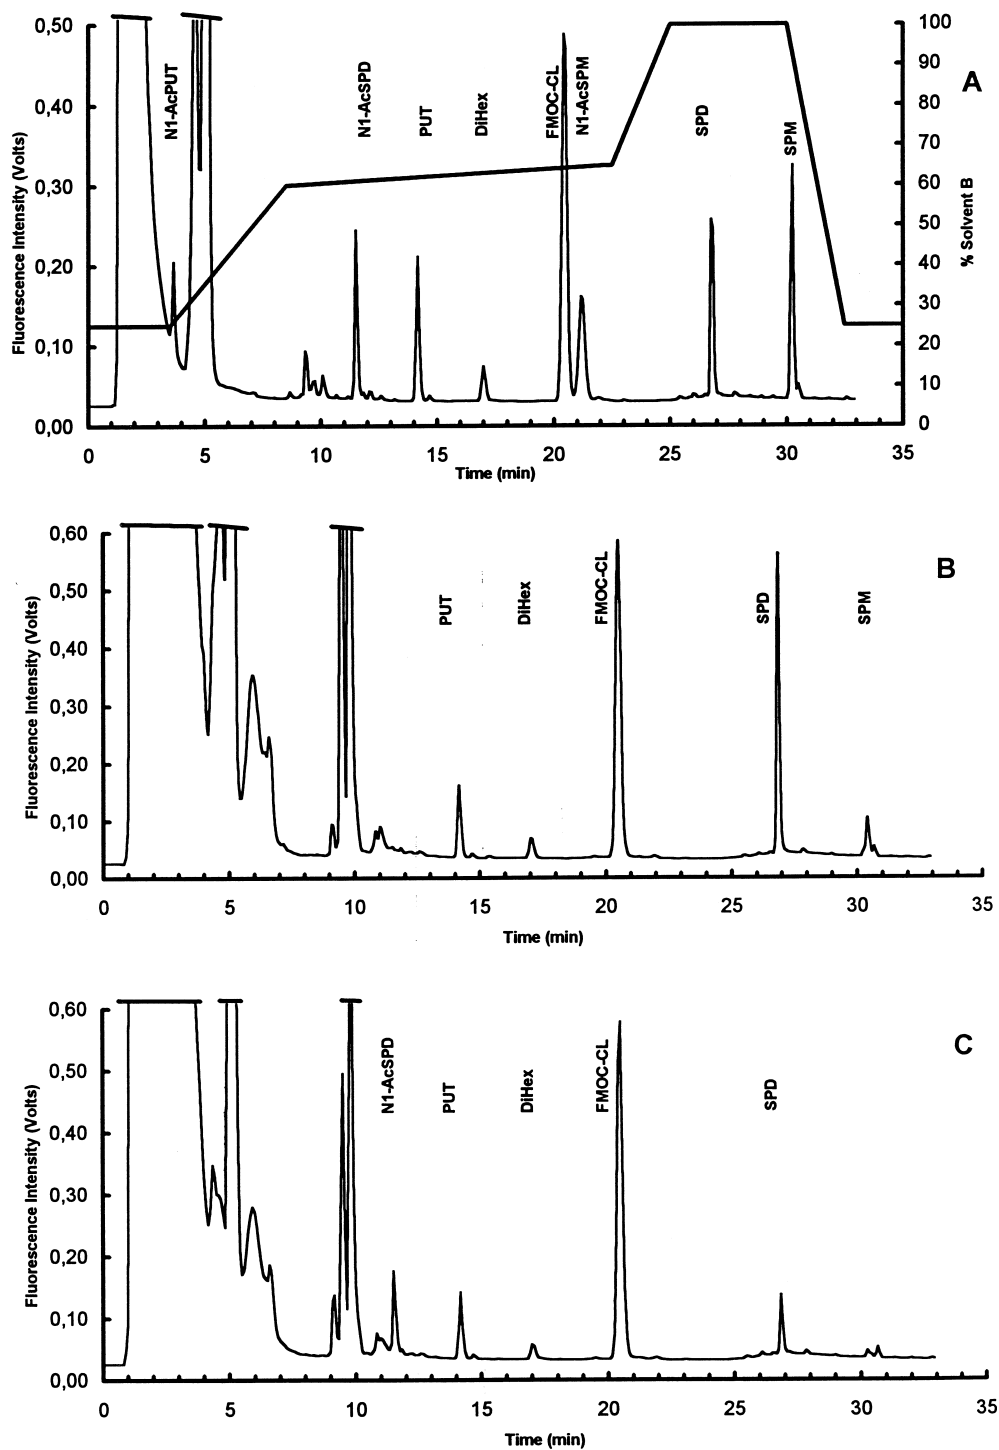 A
N1-AcPUT
N1-AcSPD
PUT
DiHex
FMOC-CL
N1-AcSPM
SPD
SPM
Fluorescence Intensity (Volts)
0,50
0,40
0,30
0,20
0,10
0,00
% Solvent B
100
90
80
70
60
50
40
30
20
10
0
0 5 10 15 20 25 30 35
Time (min)
B
PUT
DiHex
FMOC-CL
SPD
SPM
Fluorescence Intensity (Volts)
0,60
0,50
0,40
0,30
0,20
0,10
0,00
0 5 10 15 20 25 30 35
Time (min)
C
N1-AcSPD
PUT
DiHex
FMOC-CL
SPD
Fluorescence Intensity (Volts)
0,60
0,50
0,40
0,30
0,20
0,10
0,00
0 5 10 15 20 25 30 35
Time (min)